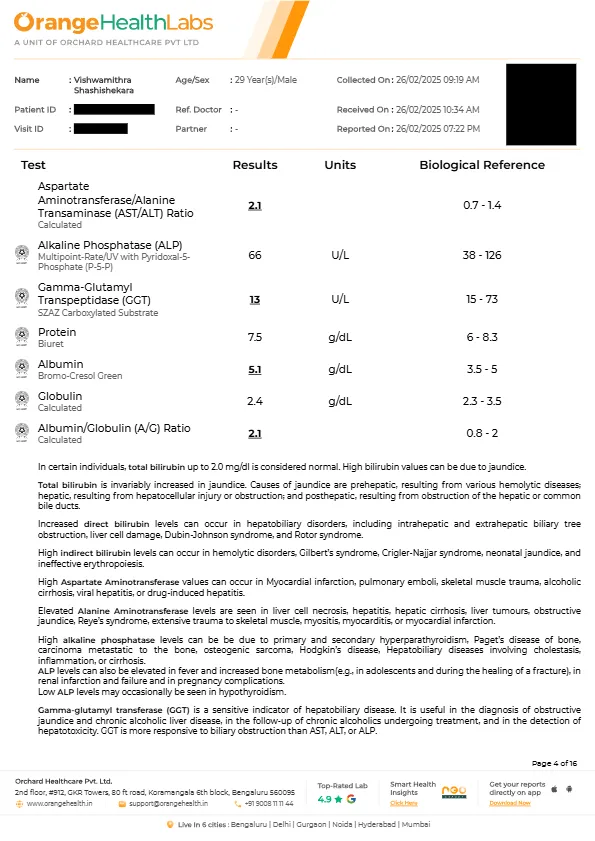 OrangeHealthLabs
A UNIT OF ORCHARD HEALTHCARE PVT LTD
Name : Vishwamithra Shashishekara Age/Sex : 29 Year(s)/Male Collected On : 26/02/2025 09:19 AM
Patient ID : Ref. Doctor : - Received On : 26/02/2025 10:34 AM
Visit ID : Partner : - Reported On : 26/02/2025 07:22 PM
Test Results Units Biological Reference
Aspartate
Aminotransferase/Alanine 2.1 0.7 - 1.4
Transaminase (AST/ALT) Ratio
Calculated
Alkaline Phosphatase (ALP) 66 U/L 38 - 126
Multipoint-Rate/UV with Pyridoxal-5-
Phosphate (P-5-P)
Gamma-Glutamyl
Transpeptidase (GGT) 13 U/L 15 - 73
SZAZ Carboxylated Substrate
Protein 7.5 g/dL 6 - 8.3
Biuret
Albumin 5.1 g/dL 3.5 - 5
Bromo-Cresol Green
Globulin 2.4 g/dL 2.3 - 3.5
Calculated
Albumin/Globulin (A/G) Ratio 2.1 0.8 - 2
Calculated
In certain individuals, total bilirubin up to 2.0 mg/dl is considered normal. High bilirubin values can be due to jaundice.
Total bilirubin is invariably increased in jaundice. Causes of jaundice are prehepatic, resulting from various hemolytic diseases;
hepatic, resulting from hepatocellular injury or obstruction; and posthepatic, resulting from obstruction of the hepatic or common
bile ducts.
Increased direct bilirubin levels can occur in hepatobiliary disorders, including intrahepatic and extrahepatic biliary tree
obstruction, liver cell damage, Dubin-Johnson syndrome, and Rotor syndrome.
High indirect bilirubin levels can occur in hemolytic disorders, Gilbert's syndrome, Crigler-Najjar syndrome, neonatal jaundice, and
ineffective erythropoiesis.
High Aspartate Aminotransferase values can occur in Myocardial infarction, pulmonary emboli, skeletal muscle trauma, alcoholic
cirrhosis, viral hepatitis, or drug-induced hepatitis.
Elevated Alanine Aminotransferase levels are seen in liver cell necrosis, hepatitis, hepatic cirrhosis, liver tumours, obstructive
jaundice, Reye's syndrome, extensive trauma to skeletal muscle, myositis, myocarditis, or myocardial infarction.
High alkaline phosphatase levels can be be due to primary and secondary hyperparathyroidism, Paget's disease of bone,
carcinoma metastatic to the bone, osteogenic sarcoma, Hodgkin's disease, Hepatobiliary diseases involving cholestasis,
inflammation, or cirrhosis.
ALP levels can also be elevated in fever and increased bone metabolism(e.g., in adolescents and during the healing of a fracture), in
renal infarction and failure and in pregnancy complications.
Low ALP levels may occasionally be seen in hypothyroidism.
Gamma-glutamyl transferase (GGT) is a sensitive indicator of hepatobiliary disease. It is useful in the diagnosis of obstructive
jaundice and chronic alcoholic liver disease, in the follow-up of chronic alcoholics undergoing treatment, and in the detection of
hepatotoxicity. GGT is more responsive to biliary obstruction than AST, ALT, or ALP.
Page 4 of 16
Orchard Healthcare Pvt. Ltd.
2nd floor, #912, GKR Towers, 80 ft road, Koramangala 6th block, Bengaluru 560095
www.orangehealth.in support@orangehealth.in +91 9008 11 11 44
Top-Rated Lab
4.9
Smart Health
Insights
Click Here
Get your reports
directly on app
Download Now
Live In 6 cities : Bengaluru | Delhi | Gurgaon | Noida | Hyderabad | Mumbai